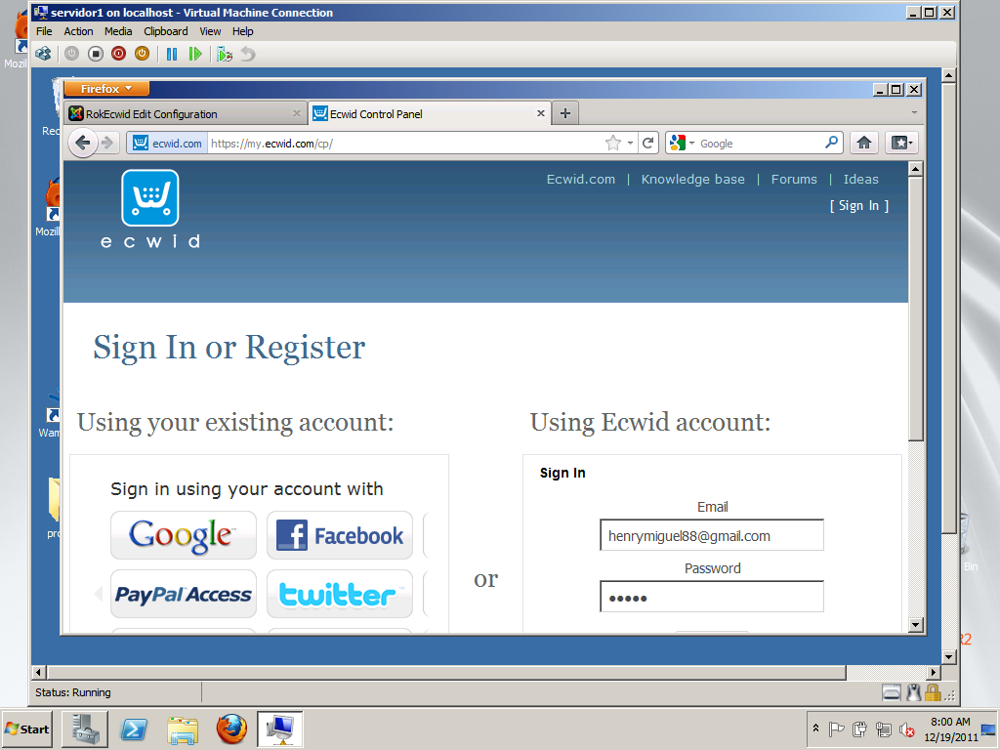 servidor1 on localhost - Virtual Machine Connection
File Action Media Clipboard View Help
Firefox
RokEcwid Edit Configuration
Ecwid Control Panel
ecwid.com
https://my.ecwid.com/cp/
Google
Ecwid.com | Knowledge base | Forums | Ideas
[ Sign In ]
ecwid
Sign In or Register
Using your existing account:
Using Ecwid account:
Sign in using your account with
Google
Facebook
PayPal Access
twitter
or
Sign In
Email
henrymiguel88@gmail.com
Password
Mozil
Rec
Mozil
Wam
pro
Bin
R2
Status: Running
Start
8:00 AM
12/19/2011